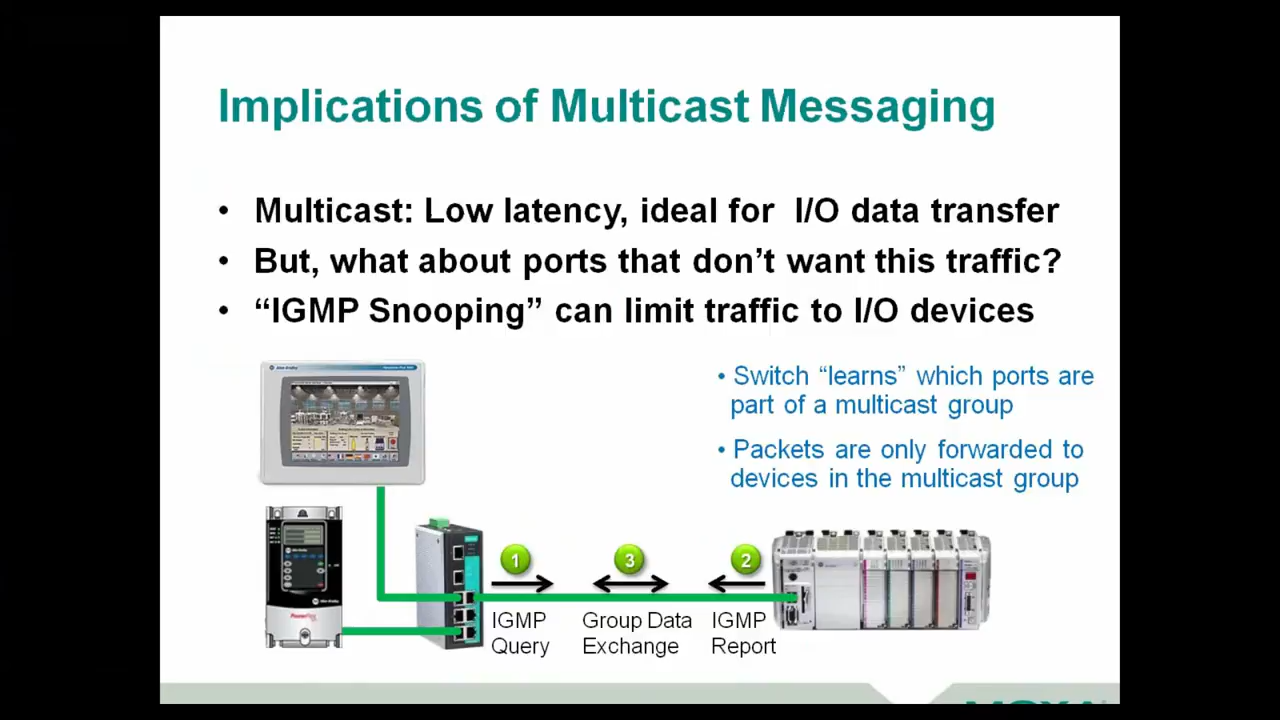 Implications of Multicast Messaging
• Multicast: Low latency, ideal for I/O data transfer
• But, what about ports that don’t want this traffic?
• “IGMP Snooping” can limit traffic to I/O devices
• Switch “learns” which ports are
part of a multicast group
• Packets are only forwarded to
devices in the multicast group
1
3
2
IGMP
Query
Group Data
Exchange
IGMP
Report